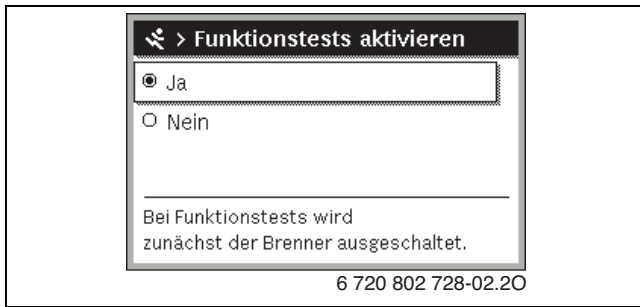 > Funktionstests aktivieren
Ja
Nein
Bei Funktionstests wird
zunächst der Brenner ausgeschaltet.
6 720 802 728-02.2O